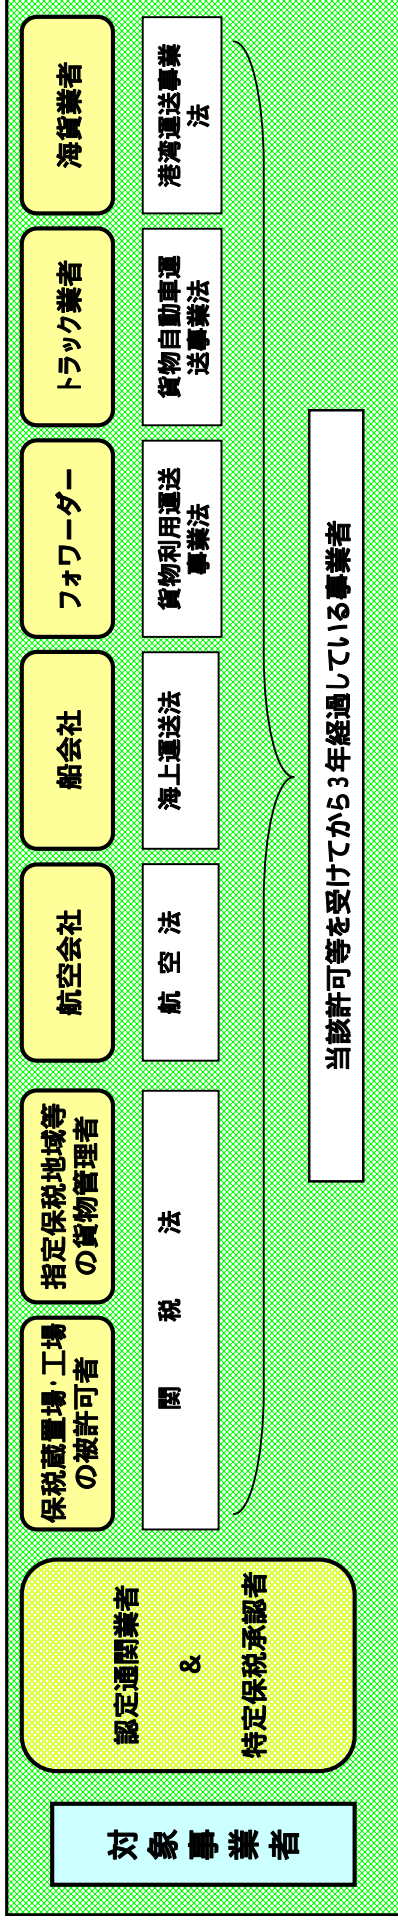 対象事業者
認定通関業者
&
特定保税承認者
保税蔵置場・工場
の被許可者
指定保税地域等
の貨物管理者
関税法
航空会社
航空法
船会社
海上運送法
フォワーダー
貨物利用運送
事業法
トラック業者
貨物自動車運
送事業法
海貨業者
港湾運送事業
法
当該許可等を受けてから3年経過している事業者